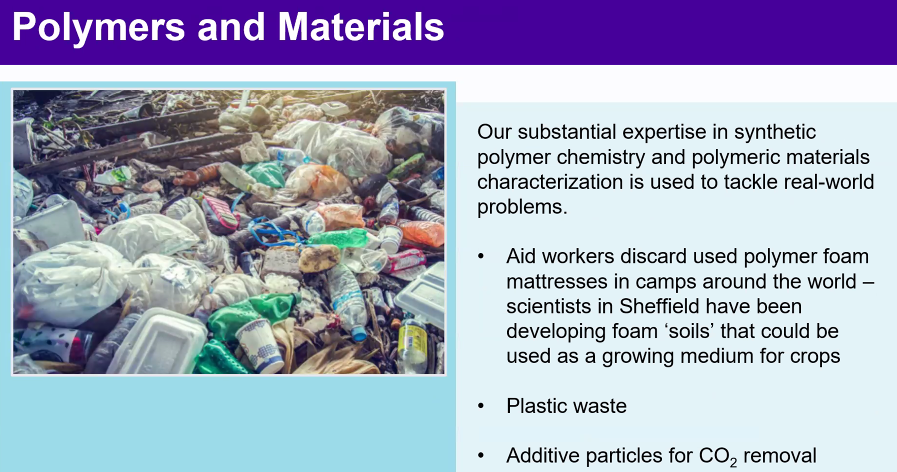 Polymers and Materials
Our substantial expertise in synthetic
polymer chemistry and polymeric materials
characterization is used to tackle real-world
problems.
• Aid workers discard used polymer foam
mattresses in camps around the world –
scientists in Sheffield have been
developing foam ‘soils’ that could be
used as a growing medium for crops
• Plastic waste
• Additive particles for CO₂ removal